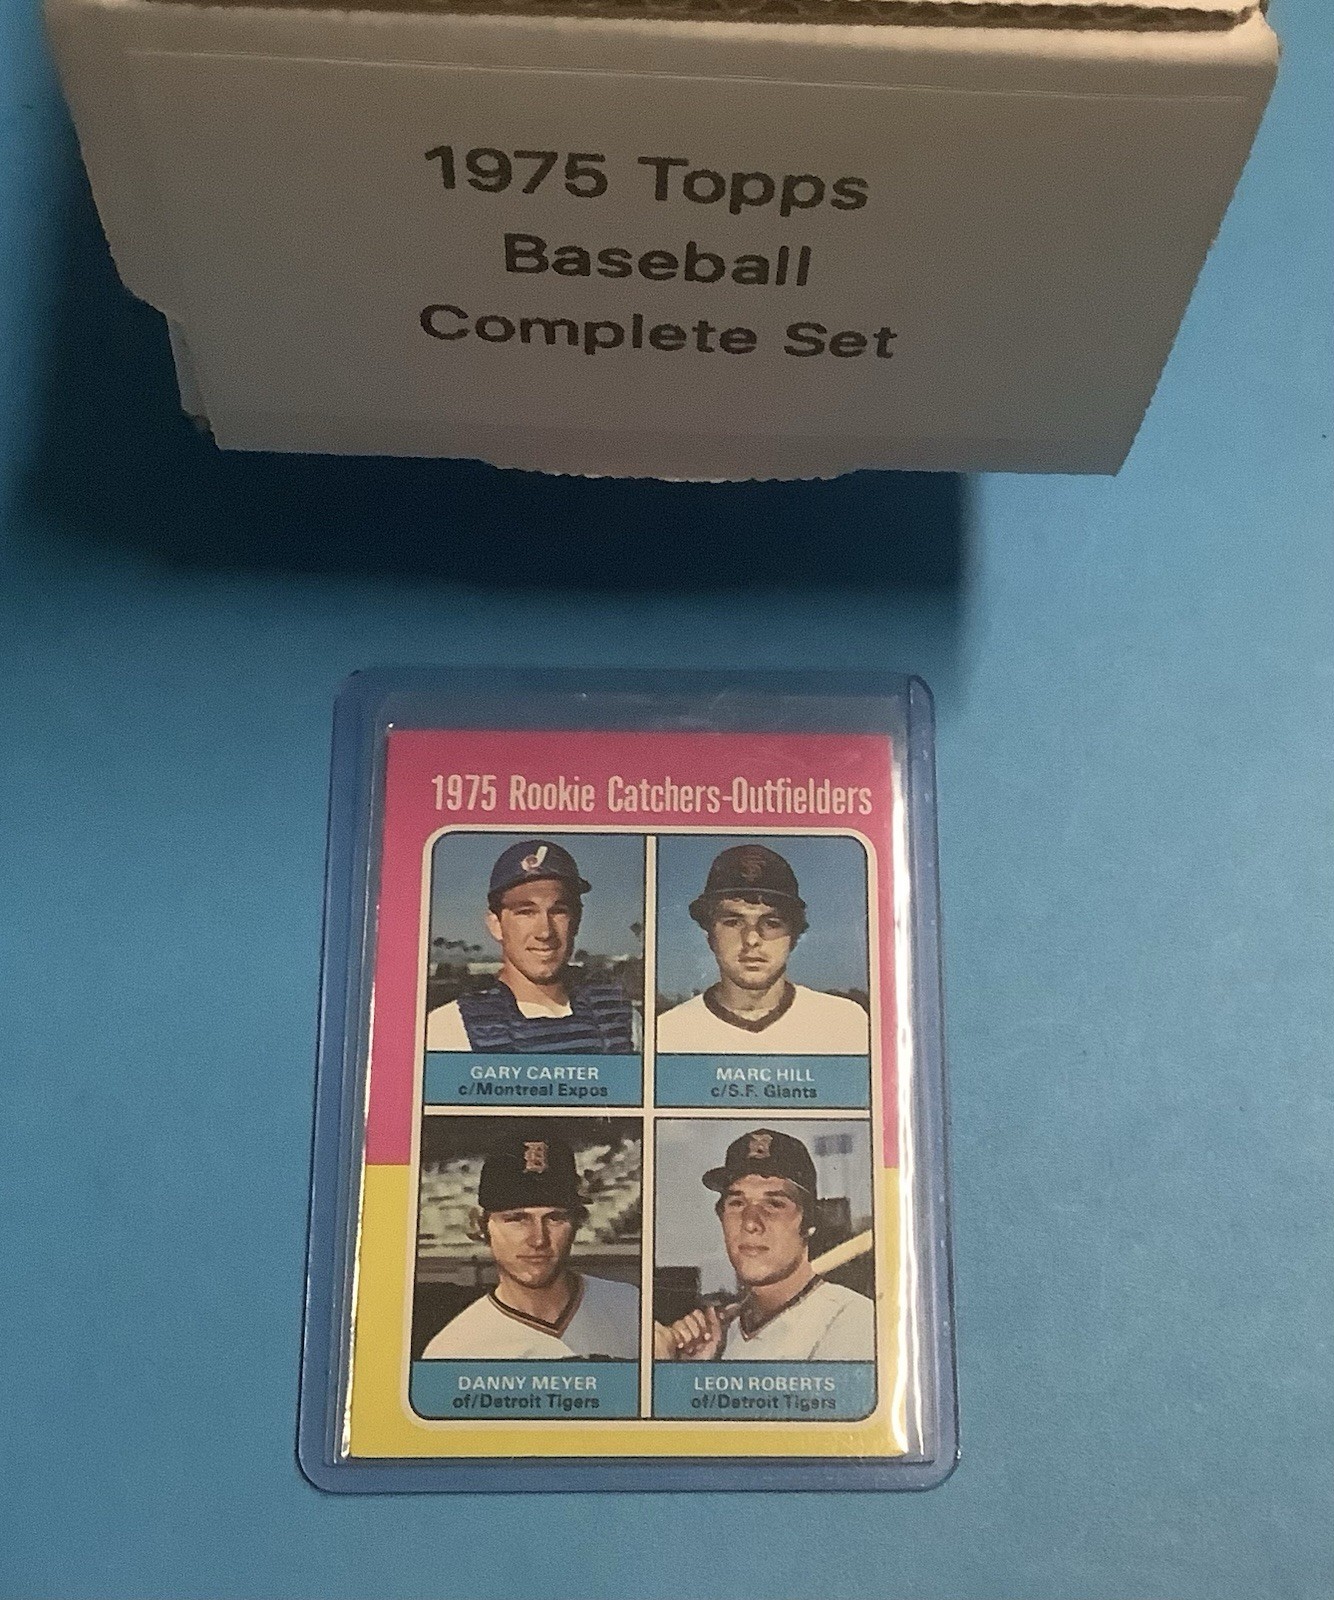 1975 Topps
Baseball
Complete Set
1975 Rookie Catchers-Outfielders
GARY CARTER
c/Montreal Expos
MARC HILL
c/S.F. Giants
DANNY MEYER
of/Detroit Tigers
LEON ROBERTS
of/Detroit Tigers